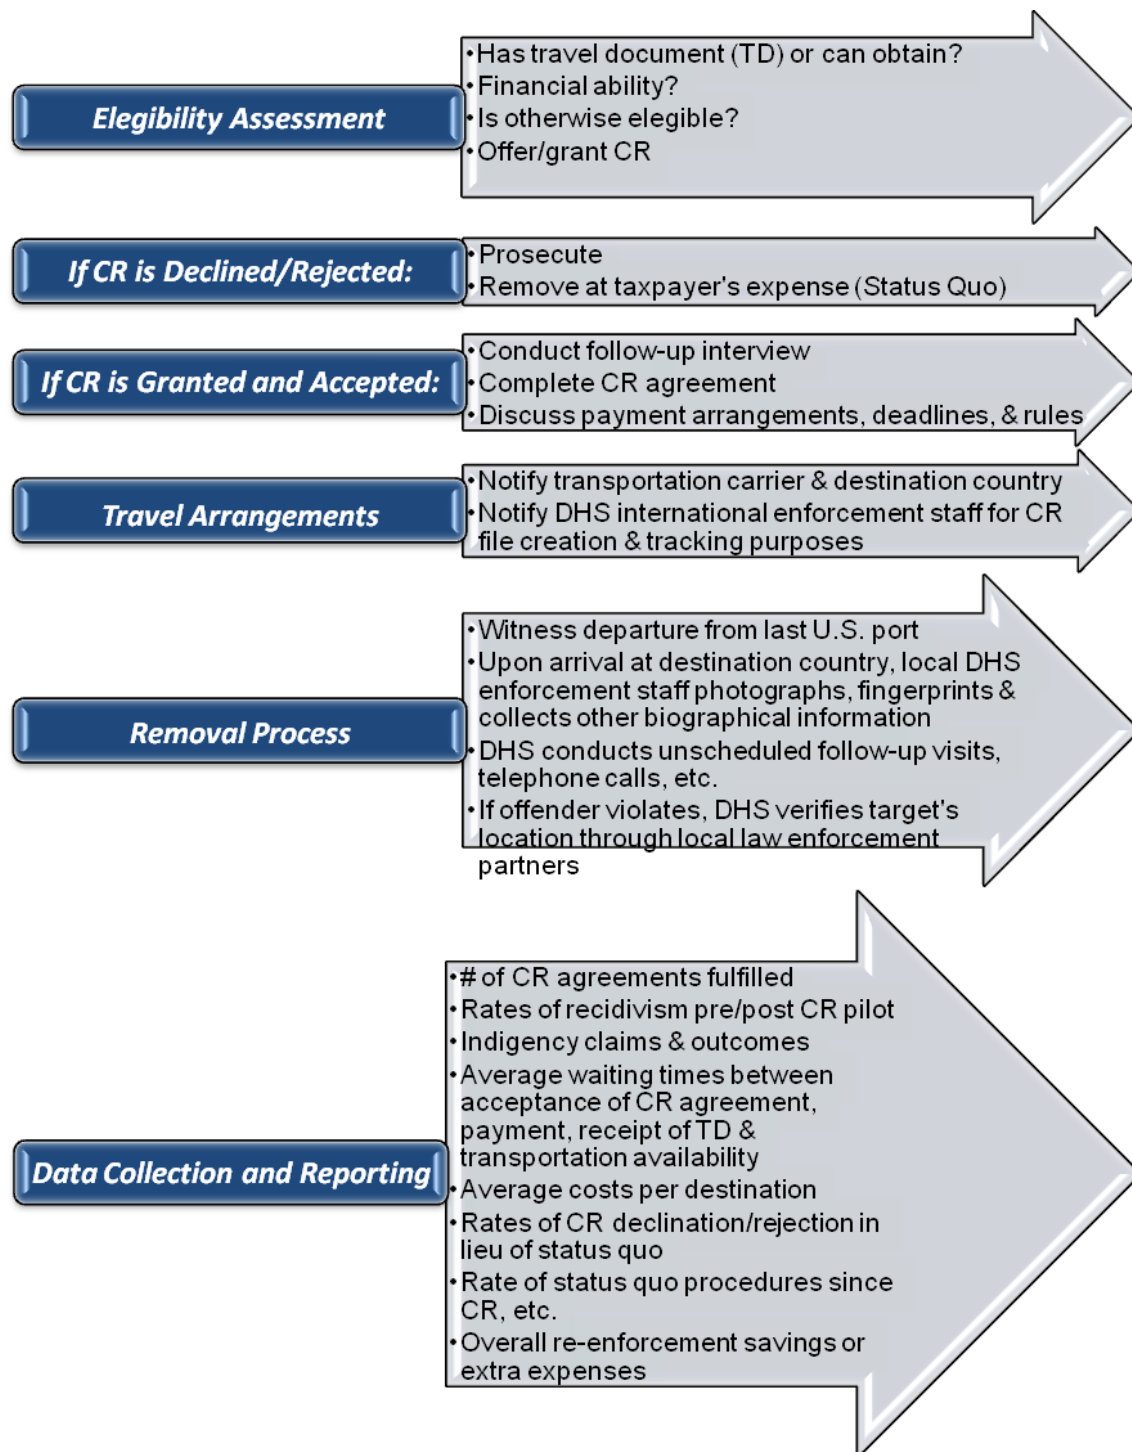 Elegibility Assessment
•Has travel document (TD) or can obtain?
•Financial ability?
•Is otherwise elegible?
•Offer/grant CR
If CR is Declined/Rejected:
•Prosecute
•Remove at taxpayer's expense (Status Quo)
If CR is Granted and Accepted:
•Conduct follow-up interview
•Complete CR agreement
•Discuss payment arrangements, deadlines, & rules
Travel Arrangements
•Notify transportation carrier & destination country
•Notify DHS international enforcement staff for CR
file creation & tracking purposes
Removal Process
•Witness departure from last U.S. port
•Upon arrival at destination country, local DHS
enforcement staff photographs, fingerprints &
collects other biographical information
•DHS conducts unscheduled follow-up visits,
telephone calls, etc.
•If offender violates, DHS verifies target's
location through local law enforcement
partners
Data Collection and Reporting
•# of CR agreements fulfilled
•Rates of recidivism pre/post CR pilot
•Indigency claims & outcomes
•Average waiting times between
acceptance of CR agreement,
payment, receipt of TD &
transportation availability
•Average costs per destination
•Rates of CR declination/rejection in
lieu of status quo
•Rate of status quo procedures since
CR, etc.
•Overall re-enforcement savings or
extra expenses